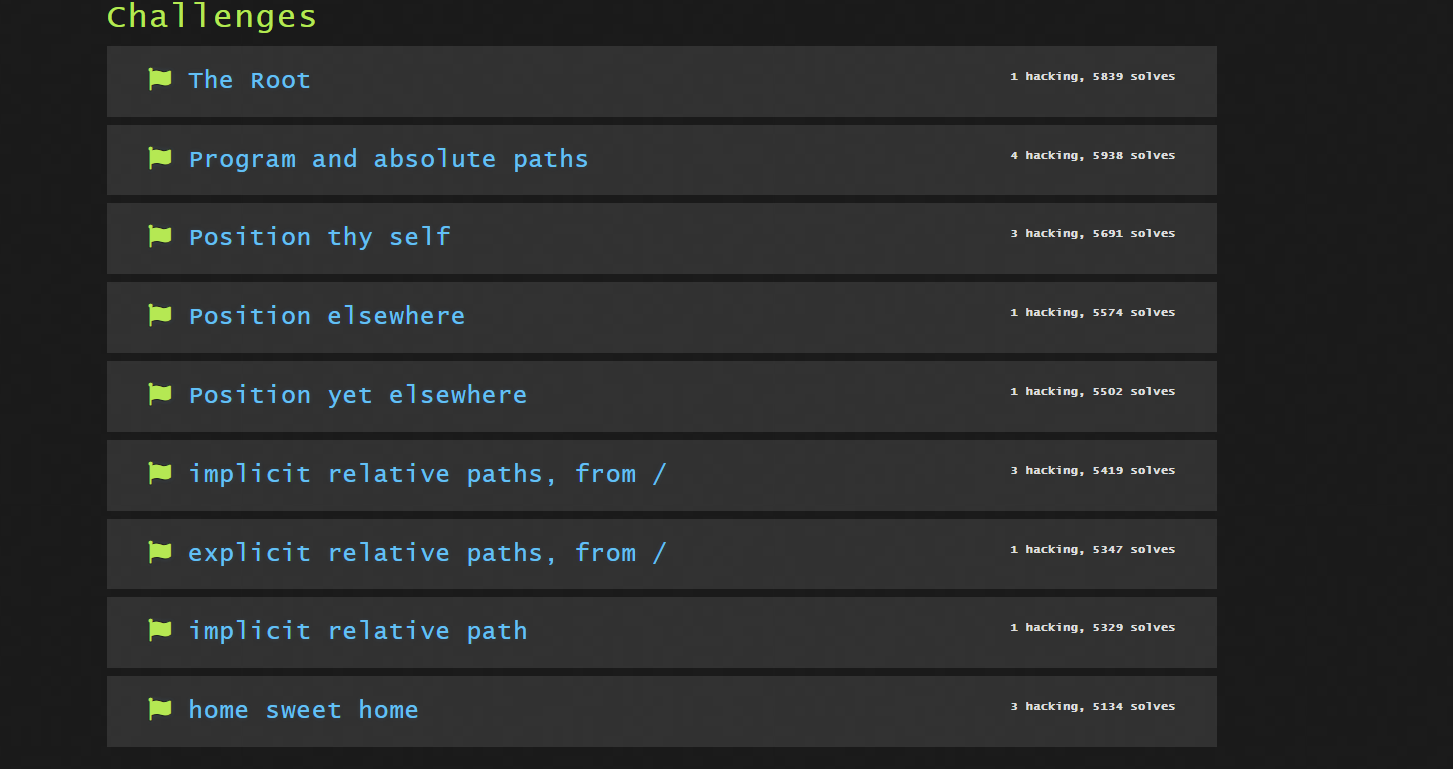 Challenges
The Root
1 hacking, 5839 solves
Program and absolute paths
4 hacking, 5938 solves
Position thy self
3 hacking, 5691 solves
Position elsewhere
1 hacking, 5574 solves
Position yet elsewhere
1 hacking, 5502 solves
implicit relative paths, from /
3 hacking, 5419 solves
explicit relative paths, from /
1 hacking, 5347 solves
implicit relative path
1 hacking, 5329 solves
home sweet home
3 hacking, 5134 solves